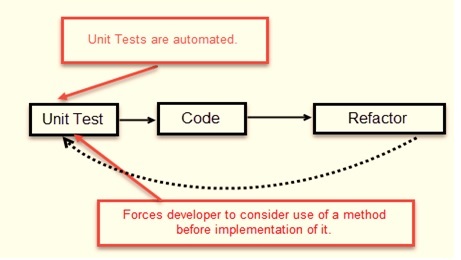 Unit Tests are automated.
Unit Test
Code
Refactor
Forces developer to consider use of a method
before implementation of it.